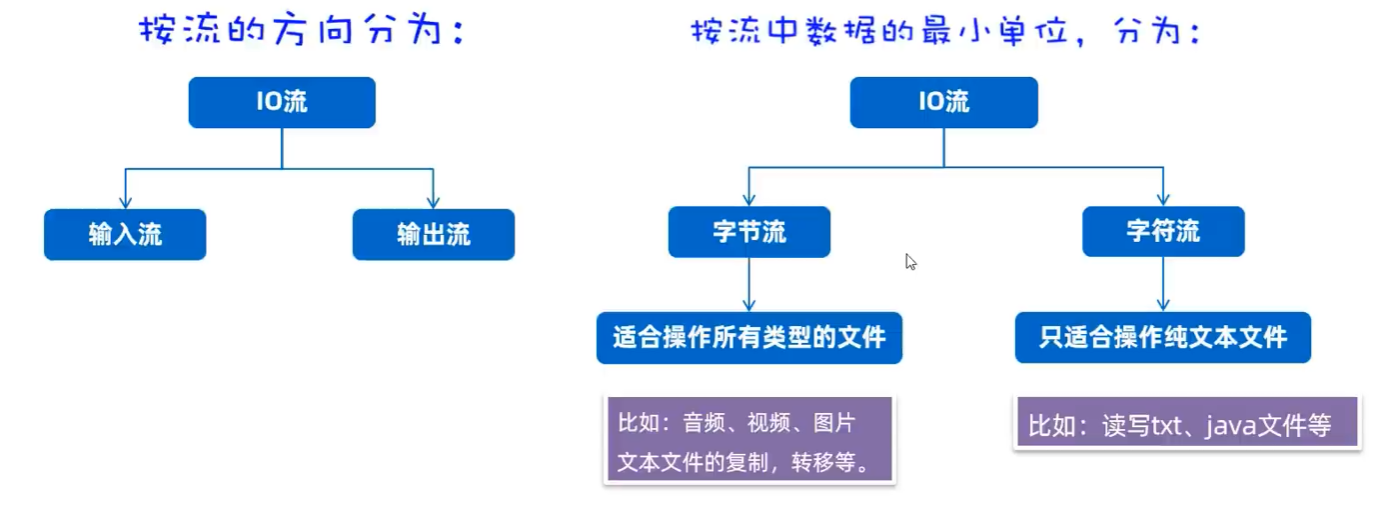 按流的方向分为：
IO流
输入流
输出流
按流中数据的最小单位，分为：
IO流
字节流
字符流
适合操作所有类型的文件
只适合操作纯文本文件
比如：音频、视频、图片
文本文件的复制，转移等。
比如：读写txt、java文件等